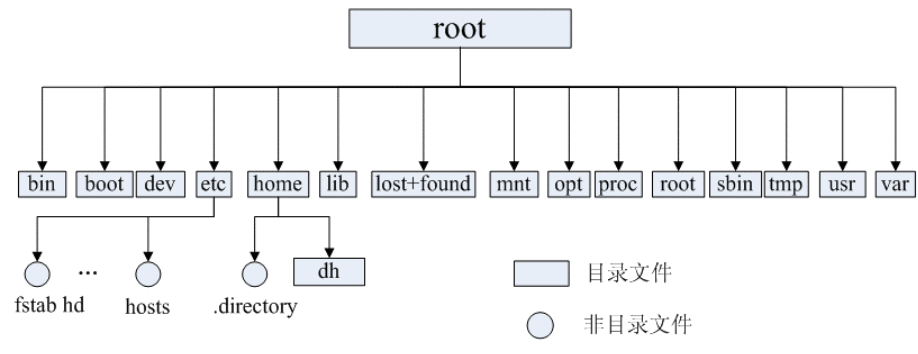 root
bin boot dev etc home lib lost+found mnt opt proc root sbin tmp usr var
... dh
fstab hd hosts .directory
目录文件
非目录文件